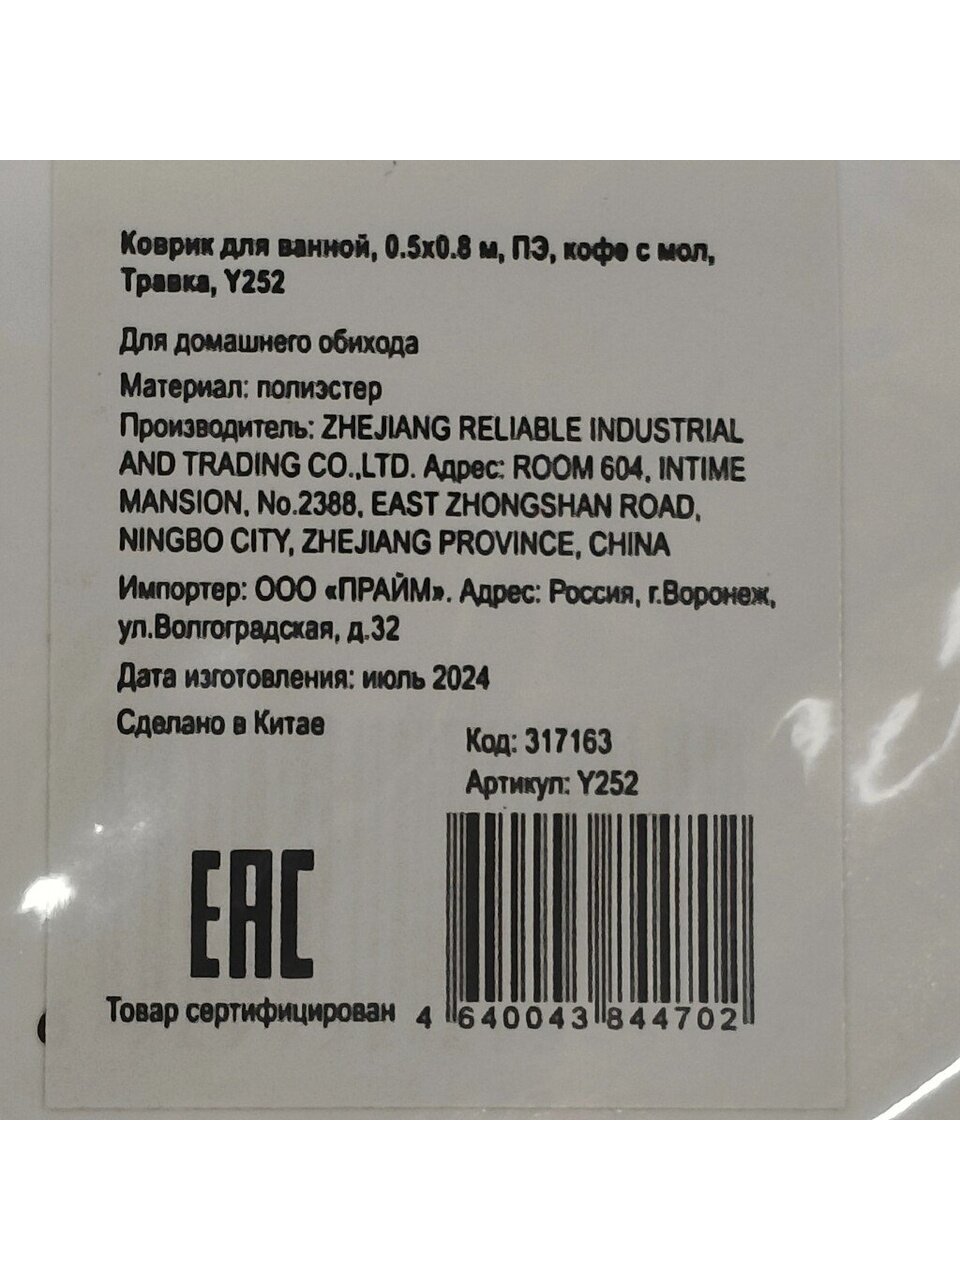 Коврик для ванной, 0.5x0.8 м, ПЭ, кофе с мол,
Травка, Y252
Для домашнего обихода
Материал: полиэстер
Производитель: ZHEJIANG RELIABLE INDUSTRIAL
AND TRADING CO.,LTD. Адрес: ROOM 604, INTIME
MANSION, No.2388, EAST ZHONGSHAN ROAD,
NINGBO CITY, ZHEJIANG PROVINCE, CHINA
Импортер: ООО «ПРАЙМ». Адрес: Россия, г.Воронеж,
ул.Волгоградская, д.32
Дата изготовления: июль 2024
Сделано в Китае
Код: 317163
Артикул: Y252
EAC
Товар сертифицирован
4 640043 844702